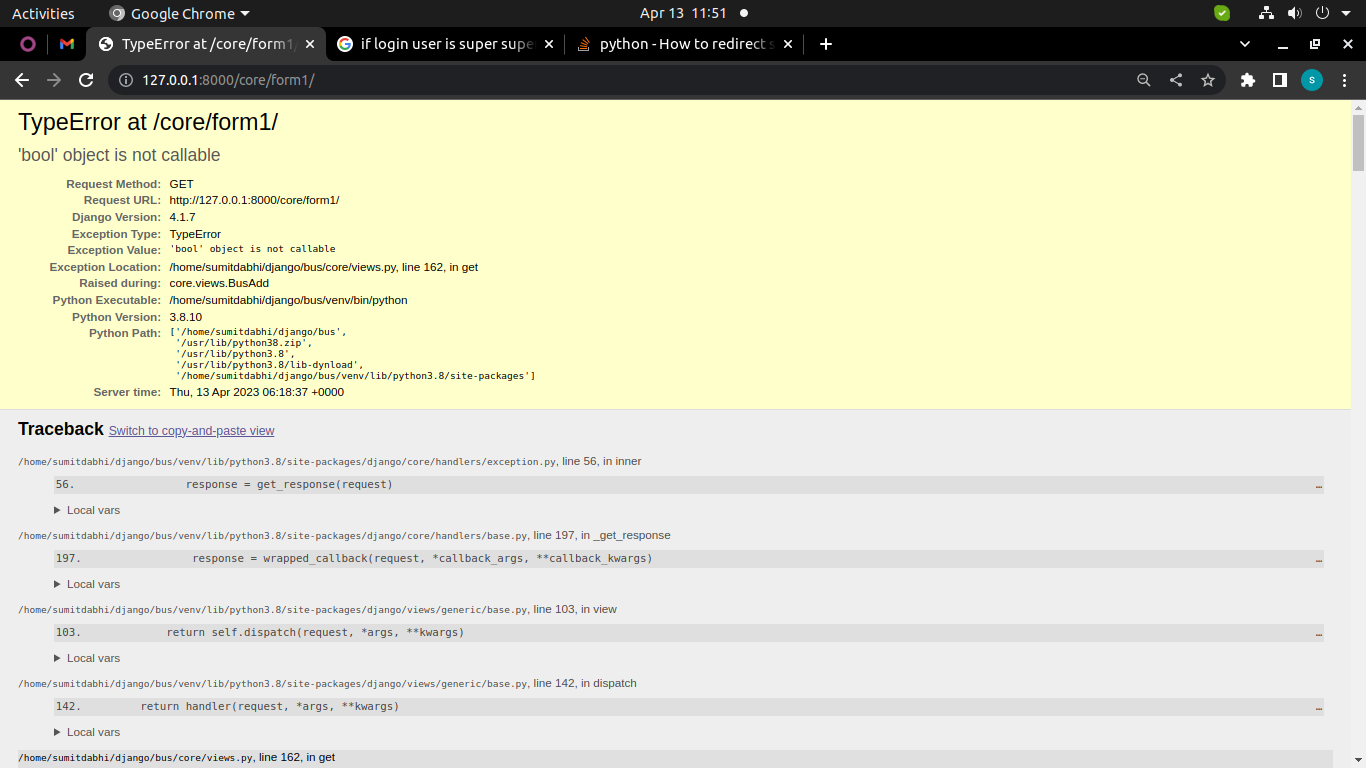 Activities
Google Chrome
Apr 13 11:51
TypeError at /core/form1/
if login user is super supe
python - How to redirect s
127.0.0.1:8000/core/form1/
S
TypeError at /core/form1/
'bool' object is not callable
Request Method: GET
Request URL: http://127.0.0.1:8000/core/form1/
Django Version: 4.1.7
Exception Type: TypeError
Exception Value: 'bool' object is not callable
Exception Location: /home/sumitdabhi/django/bus/core/views.py, line 162, in get
Raised during: core.views.BusAdd
Python Executable: /home/sumitdabhi/django/bus/venv/bin/python
Python Version: 3.8.10
Python Path: ['/home/sumitdabhi/django/bus',
'/usr/lib/python38.zip',
'/usr/lib/python3.8',
'/usr/lib/python3.8/lib-dynload',
'/home/sumitdabhi/django/bus/venv/lib/python3.8/site-packages']
Server time: Thu, 13 Apr 2023 06:18:37 +0000
Traceback Switch to copy-and-paste view
/home/sumitdabhi/django/bus/venv/lib/python3.8/site-packages/django/core/handlers/exception.py, line 56, in inner
56. response = get_response(request) …
Local vars
/home/sumitdabhi/django/bus/venv/lib/python3.8/site-packages/django/core/handlers/base.py, line 197, in _get_response
197. response = wrapped_callback(request, *callback_args, **callback_kwargs) …
Local vars
/home/sumitdabhi/django/bus/venv/lib/python3.8/site-packages/django/views/generic/base.py, line 103, in view
103. return self.dispatch(request, *args, **kwargs) …
Local vars
/home/sumitdabhi/django/bus/venv/lib/python3.8/site-packages/django/views/generic/base.py, line 142, in dispatch
142. return handler(request, *args, **kwargs) …
Local vars
/home/sumitdabhi/django/bus/core/views.py, line 162, in get